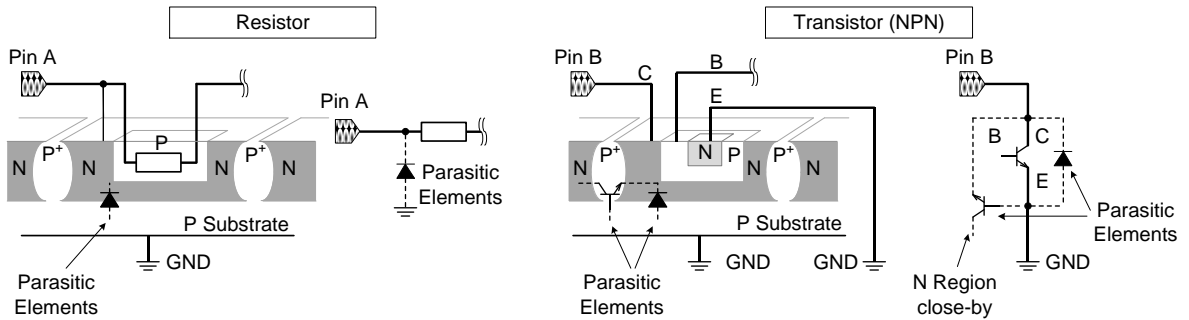 Resistor
Transistor (NPN)
Pin A
Pin B
C
B
E
Pin B
Pin A
N
P+
N
P
N
P+
N
N
P+
N
N
P
N
P+
N
B
C
E
Parasitic
Elements
P Substrate
GND
Parasitic
Elements
P Substrate
GND
GND
Parasitic
Elements
Parasitic
Elements
N Region
close-by
GND